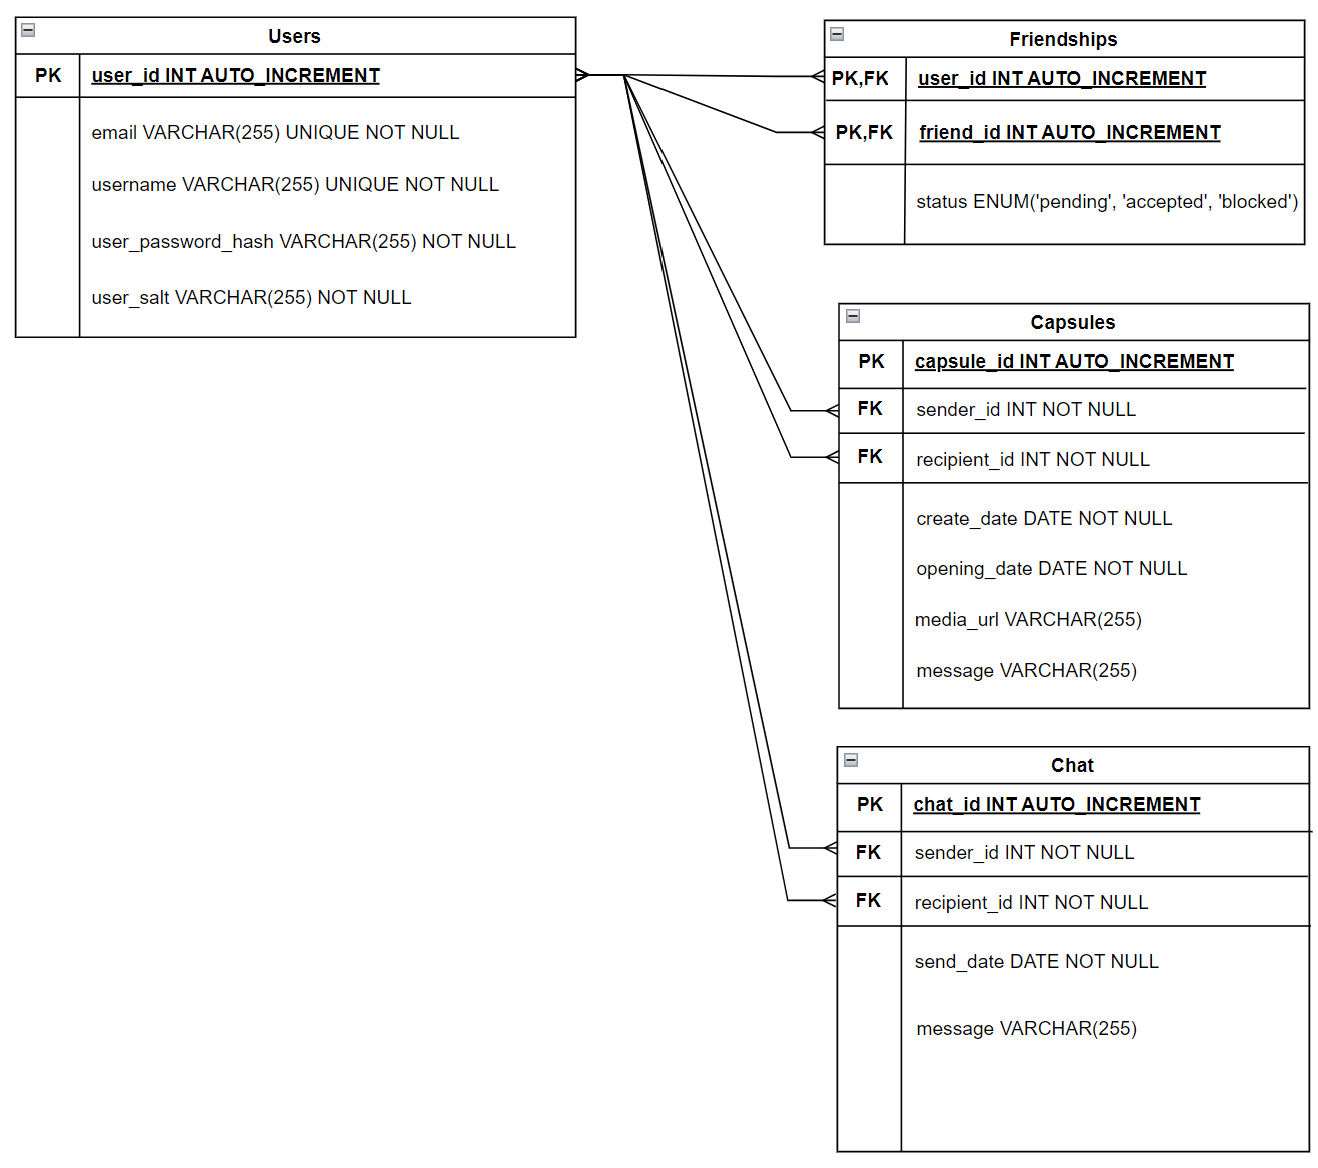 Users
PK user_id INT AUTO_INCREMENT
email VARCHAR(255) UNIQUE NOT NULL
username VARCHAR(255) UNIQUE NOT NULL
user_password_hash VARCHAR(255) NOT NULL
user_salt VARCHAR(255) NOT NULL
Friendships
PK,FK user_id INT AUTO_INCREMENT
PK,FK friend_id INT AUTO_INCREMENT
status ENUM('pending', 'accepted', 'blocked')
Capsules
PK capsule_id INT AUTO_INCREMENT
FK sender_id INT NOT NULL
FK recipient_id INT NOT NULL
create_date DATE NOT NULL
opening_date DATE NOT NULL
media_url VARCHAR(255)
message VARCHAR(255)
Chat
PK chat_id INT AUTO_INCREMENT
FK sender_id INT NOT NULL
FK recipient_id INT NOT NULL
send_date DATE NOT NULL
message VARCHAR(255)